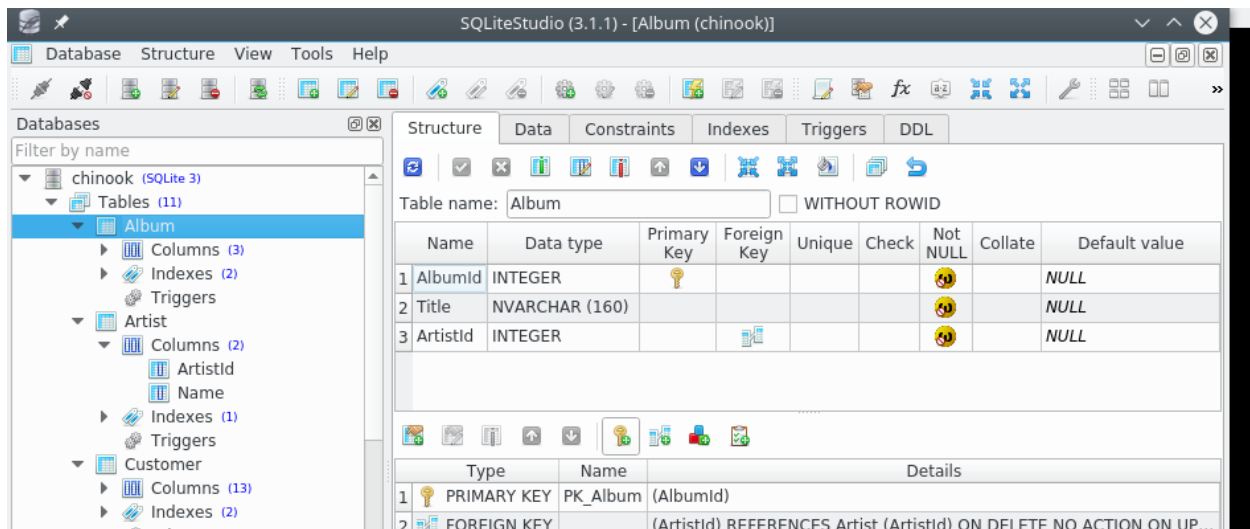 SQLiteStudio (3.1.1) - [Album (chinook)]
Database Structure View Tools Help
Databases
Filter by name
chinook (SQLite 3)
Tables (11)
Album
Columns (3)
Indexes (2)
Triggers
Artist
Columns (2)
ArtistId
Name
Indexes (1)
Triggers
Customer
Columns (13)
Indexes (2)
Structure Data Constraints Indexes Triggers DDL
Table name: Album WITHOUT ROWID
Name Data type Primary Key Foreign Key Unique Check Not NULL Collate Default value
1 AlbumId INTEGER NULL
2 Title NVARCHAR (160) NULL
3 ArtistId INTEGER NULL
Type Name Details
1 PRIMARY KEY PK_Album (AlbumId)
2 FOREIGN KEY (ArtistId) REFERENCES Artist (ArtistId) ON DELETE NO ACTION ON UP...